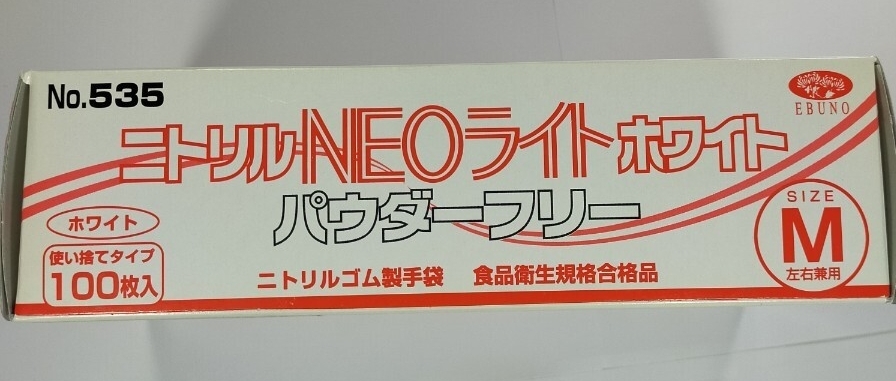 No.535
EBUNO
ニトリルNEOライトホワイト
パウダーフリー
ホワイト
使い捨てタイプ
100枚入
ニトリルゴム製手袋 食品衛生規格合格品
SIZE
M
左右兼用